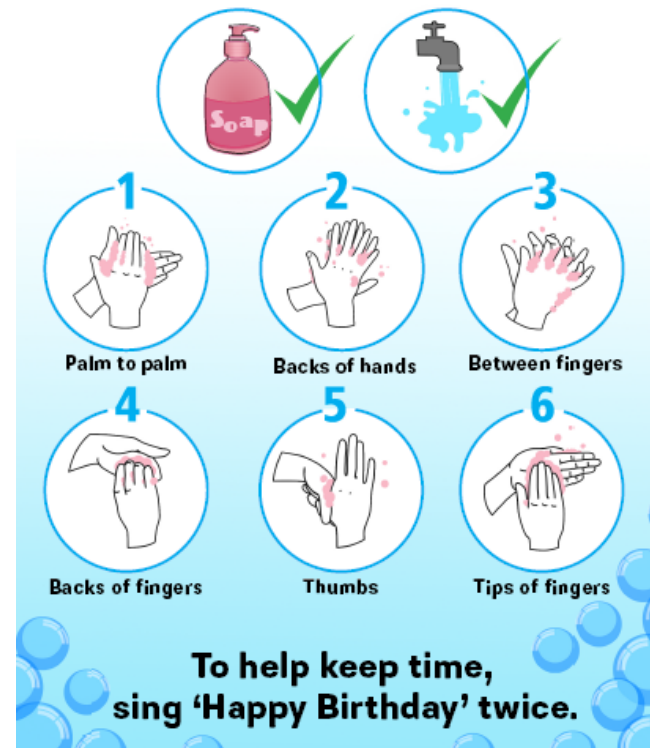 Soap
1
2
3
Palm to palm
Backs of hands
Between fingers
4
5
6
Backs of fingers
Thumbs
Tips of fingers
To help keep time,
sing ‘Happy Birthday’ twice.